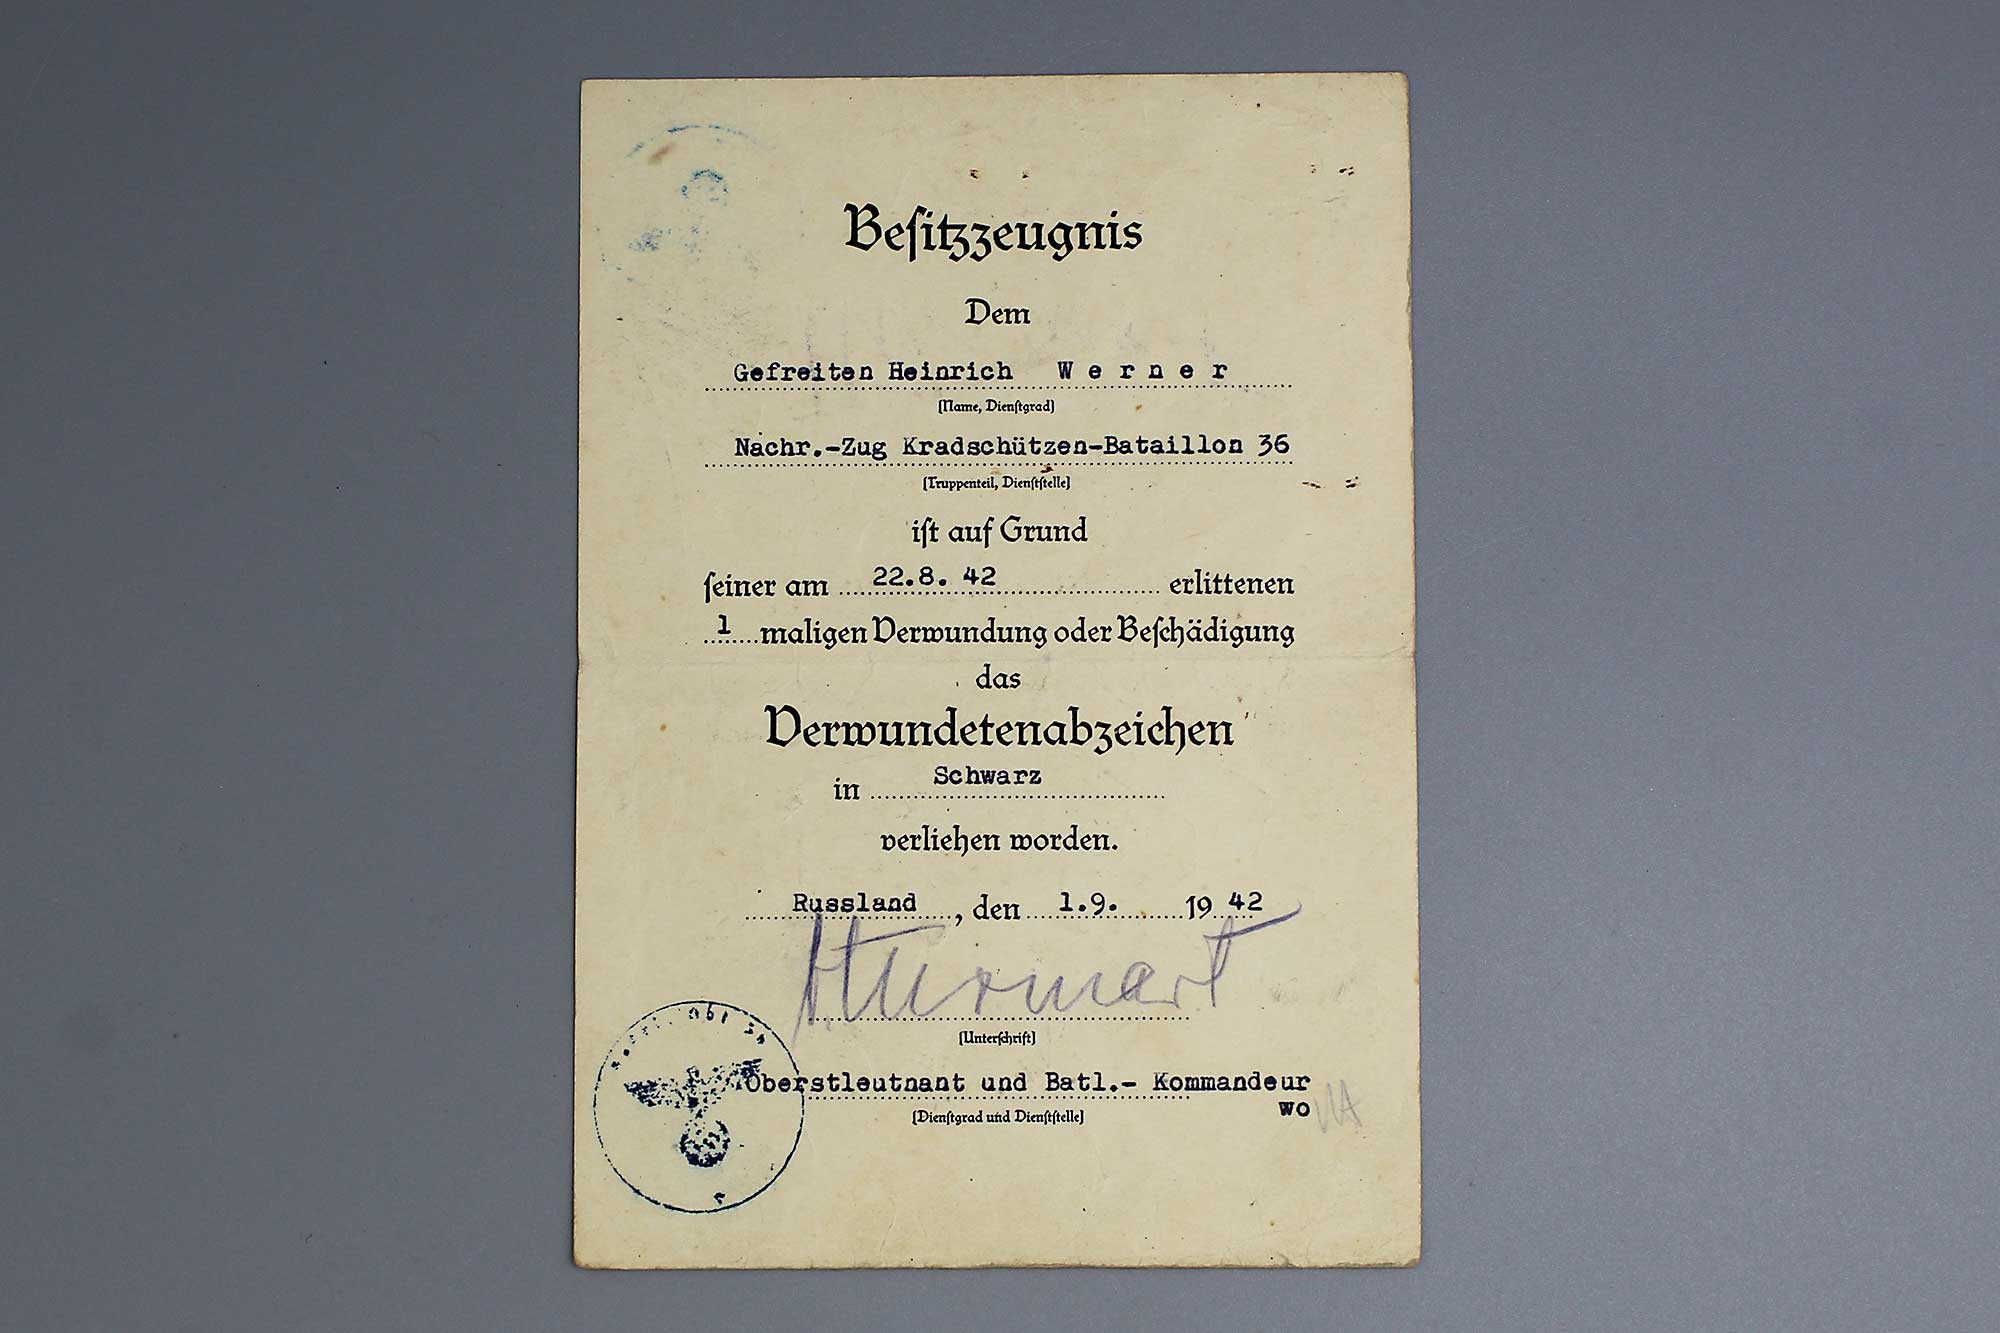 Besitzzeugnis
Dem
Gefreiten Heinrich Werner
(Name, Dienstgrad)
Nachr.-Zug Kradschützen-Bataillon 36
(Truppenteil, Dienststelle)
ist auf Grund
seiner am 22.8. 42 erlittenen
1 maligen Verwundung oder Beschädigung
das
Verwundetenabzeichen
in Schwarz
verliehen worden.
Russland, den 1.9. 1942
(Unterschrift)
Oberstleutnant und Batl.- Kommandeur
wo
(Dienstgrad und Dienststelle)